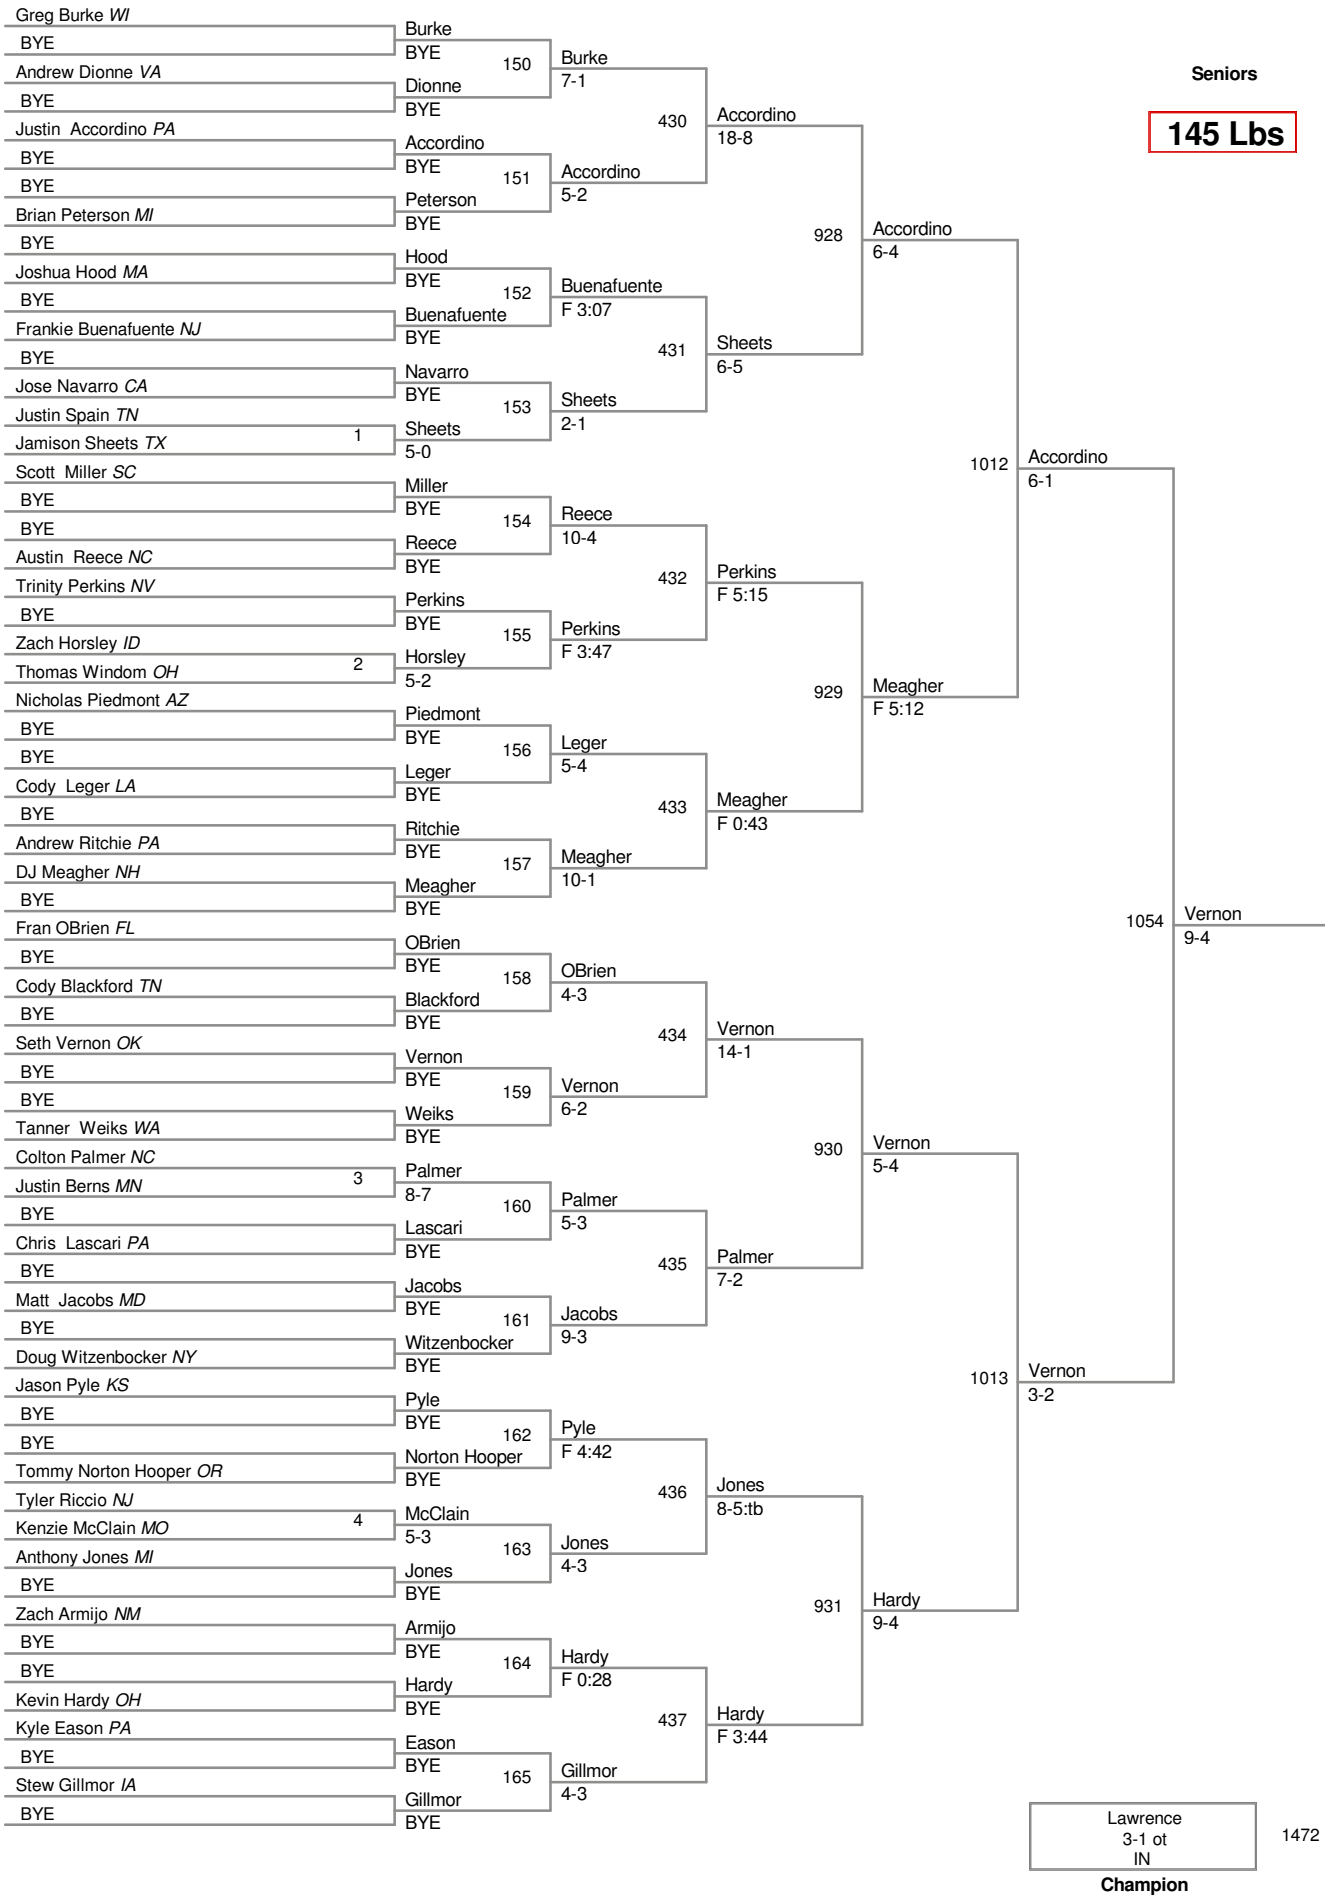 Seniors
145 Lbs
Greg Burke WI
BYE
Andrew Dionne VA
BYE
Justin Accordino PA
BYE
BYE
Brian Peterson MI
BYE
Joshua Hood MA
BYE
Frankie Buenafuente NJ
BYE
Jose Navarro CA
Justin Spain TN
1
Jamison Sheets TX
Scott Miller SC
BYE
BYE
Austin Reece NC
Trinity Perkins NV
BYE
Zach Horsley ID
2
Thomas Windom OH
Nicholas Piedmont AZ
BYE
BYE
Cody Leger LA
BYE
Andrew Ritchie PA
DJ Meagher NH
BYE
Fran OBrien FL
BYE
Cody Blackford TN
BYE
Seth Vernon OK
BYE
BYE
Tanner Weiks WA
Colton Palmer NC
3
Justin Berns MN
BYE
Chris Lascari PA
BYE
Matt Jacobs MD
BYE
Doug Witzenbocker NY
Jason Pyle KS
BYE
BYE
Tommy Norton Hooper OR
Tyler Riccio NJ
4
Kenzie McClain MO
Anthony Jones MI
BYE
Zach Armijo NM
BYE
BYE
Kevin Hardy OH
Kyle Eason PA
BYE
Stew Gillmor IA
BYE
Burke
BYE
150
Dionne
BYE
Accordino
BYE
151
Peterson
BYE
Hood
BYE
152
Buenafuente
BYE
Navarro
BYE
153
Sheets
5-0
Miller
BYE
154
Reece
BYE
Perkins
BYE
155
Horsley
5-2
Piedmont
BYE
156
Leger
BYE
Ritchie
BYE
157
Meagher
BYE
OBrien
BYE
158
Blackford
BYE
Vernon
BYE
159
Weiks
BYE
Palmer
8-7
160
Lascari
BYE
Jacobs
BYE
161
Witzenbocker
BYE
Pyle
BYE
162
Norton Hooper
BYE
McClain
5-3
163
Jones
BYE
Armijo
BYE
164
Hardy
BYE
Eason
BYE
165
Gillmor
BYE
Burke
7-1
430
Accordino
5-2
Buenafuente
F 3:07
431
Sheets
2-1
Reece
10-4
432
Perkins
F 3:47
Leger
5-4
433
Meagher
10-1
OBrien
4-3
434
Vernon
6-2
Palmer
5-3
435
Jacobs
9-3
Pyle
F 4:42
436
Jones
4-3
Hardy
F 0:28
437
Gillmor
4-3
Accordino
18-8
928
Sheets
6-5
Perkins
F 5:15
929
Meagher
F 0:43
Vernon
14-1
930
Palmer
7-2
Jones
8-5:tb
931
Hardy
F 3:44
Accordino
6-4
1012
Meagher
F 5:12
Vernon
5-4
1013
Hardy
9-4
Accordino
6-1
1054
Vernon
3-2
Vernon
9-4
Lawrence
3-1 ot
IN
1472
Champion